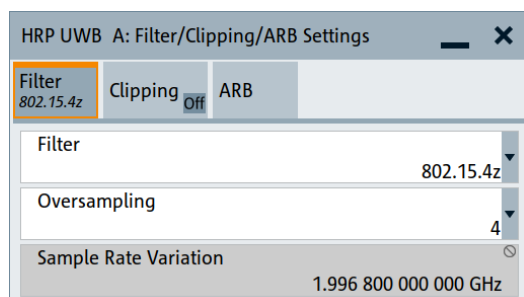 HRP UWB A: Filter/Clipping/ARB Settings
Filter
802.15.4z
Clipping Off
ARB
Filter
802.15.4z
Oversampling
4
Sample Rate Variation
1.996 800 000 000 GHz